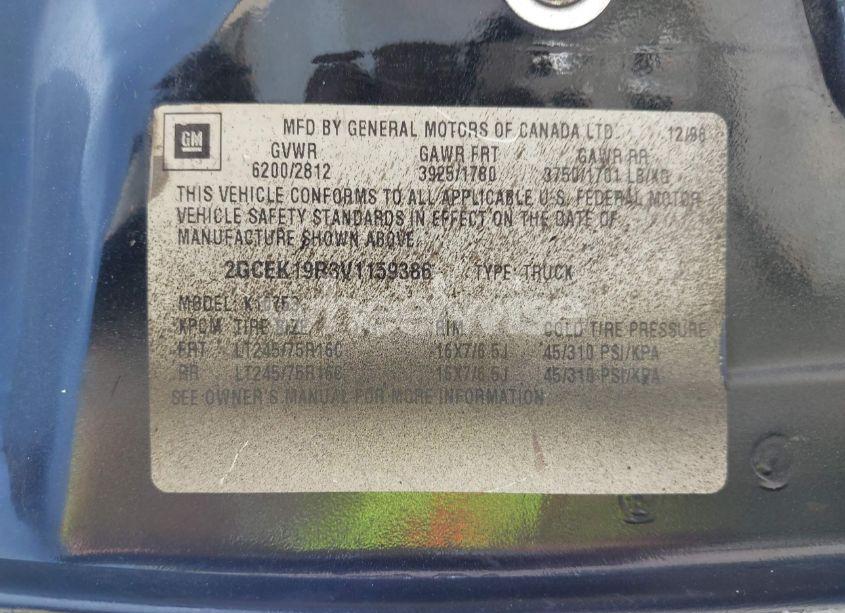 GM
MFD BY GENERAL MOTORS OF CANADA LTD. 12/96
GVWR GAWR FRT GAWR RR
6200/2812 3925/1780 3750/1701 LB/KG
THIS VEHICLE CONFORMS TO ALL APPLICABLE U.S. FEDERAL MOTOR
VEHICLE SAFETY STANDARDS IN EFFECT ON THE DATE OF
MANUFACTURE SHOWN ABOVE.
TYPE: TRUCK
MODEL:
TIRE SIZE RIM COLD TIRE PRESSURE
FRT LT245/75R16C 16X7/6.5J 45/310 PSI/KPA
RR LT245/75R16C 16X7/6.5J 45/310 PSI/KPA
SEE OWNER'S MANUAL FOR MORE INFORMATION